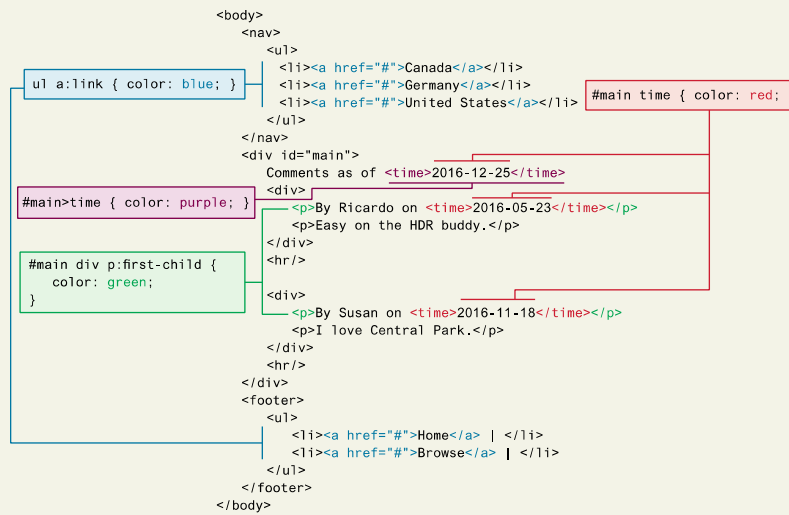 <body>
<nav>
<ul>
ul a:link { color: blue; }
<li><a href="#">Canada</a></li>
<li><a href="#">Germany</a></li>
<li><a href="#">United States</a></li>
#main time { color: red;
</ul>
</nav>
<div id="main">
Comments as of <time>2016-12-25</time>
<div>
#main>time { color: purple; }
<p>By Ricardo on <time>2016-05-23</time></p>
<p>Easy on the HDR buddy.</p>
</div>
<hr/>
#main div p:first-child {
color: green;
}
<div>
<p>By Susan on <time>2016-11-18</time></p>
<p>I love Central Park.</p>
</div>
<hr/>
</div>
<footer>
<ul>
<li><a href="#">Home</a> | </li>
<li><a href="#">Browse</a> | </li>
</ul>
</footer>
</body>